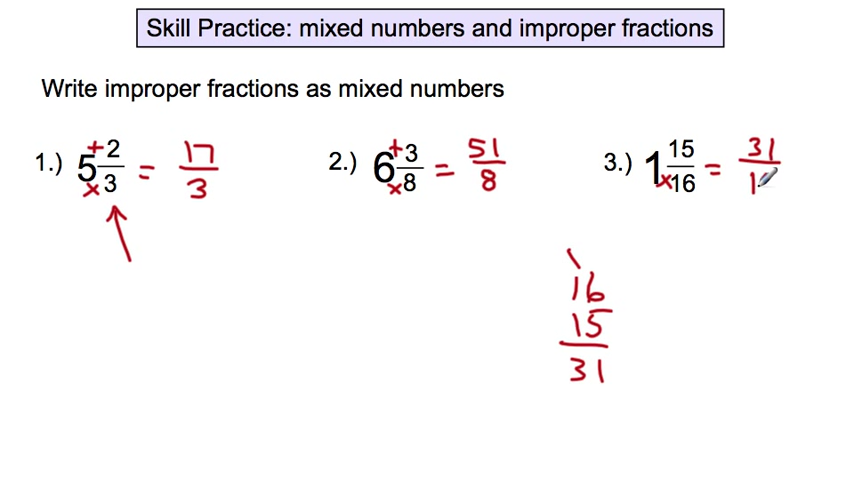 Skill Practice: mixed numbers and improper fractions
Write improper fractions as mixed numbers
1.) 5 + 2 / x 3 = 17 / 3
2.) 6 + 3 / x 8 = 51 / 8
3.) 1 15 / x 16 = 31 / 1
1
16
15
31